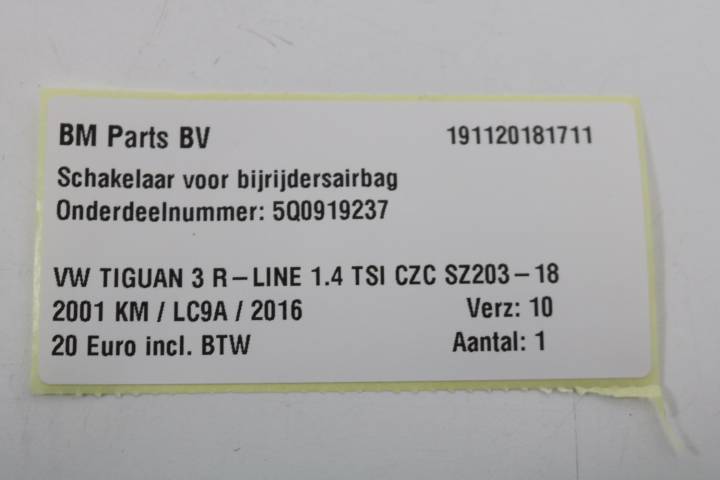 BM Parts BV 191120181711
Schakelaar voor bijrijdersairbag
Onderdeelnummer: 5Q0919237
VW TIGUAN 3 R-LINE 1.4 TSI CZC SZ203-18
2001 KM / LC9A / 2016 Verz: 10
20 Euro incl. BTW Aantal: 1